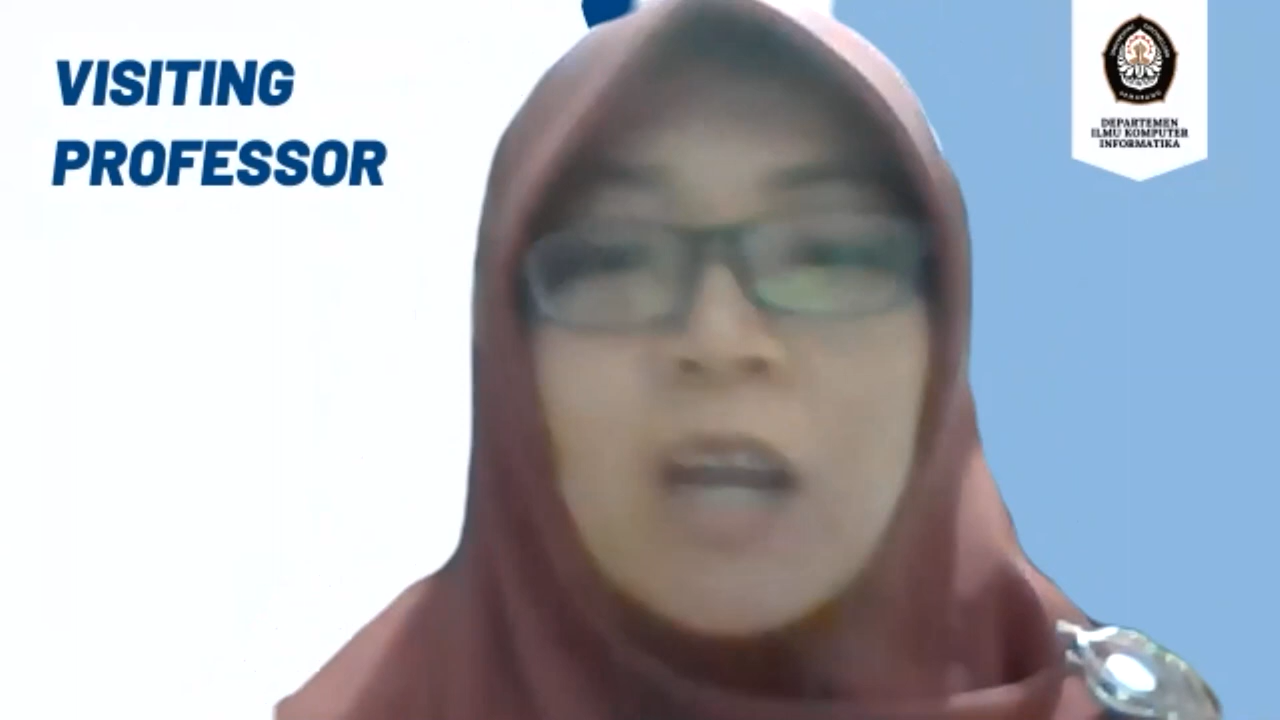 VISITING
PROFESSOR
DEPARTEMEN
ILMU KOMPUTER
INFORMATIKA